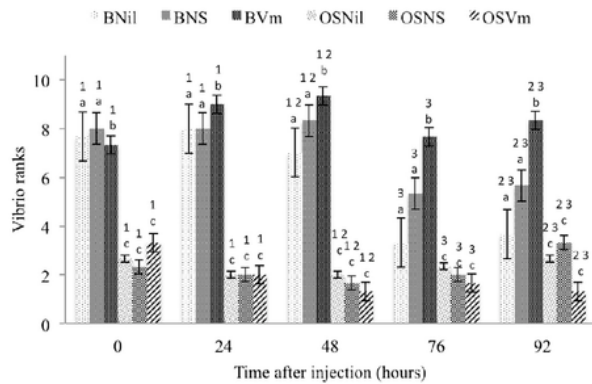 BNil BNS BVm OSNil OSNS OSVm
Vibrio ranks
10
8
6
4
2
0
1
a
1
a
1
b
1
c
1
c
1
c
1
a
1
a
1
b
1
c
1
c
1
c
1 2
a
1 2
a
1 2
b
1 2
c
1 2
c
1 2
c
3
a
3
a
3
b
3
c
3
c
3
c
2 3
a
2 3
a
2 3
b
2 3
c
2 3
c
2 3
c
0 24 48 76 92
Time after injection (hours)